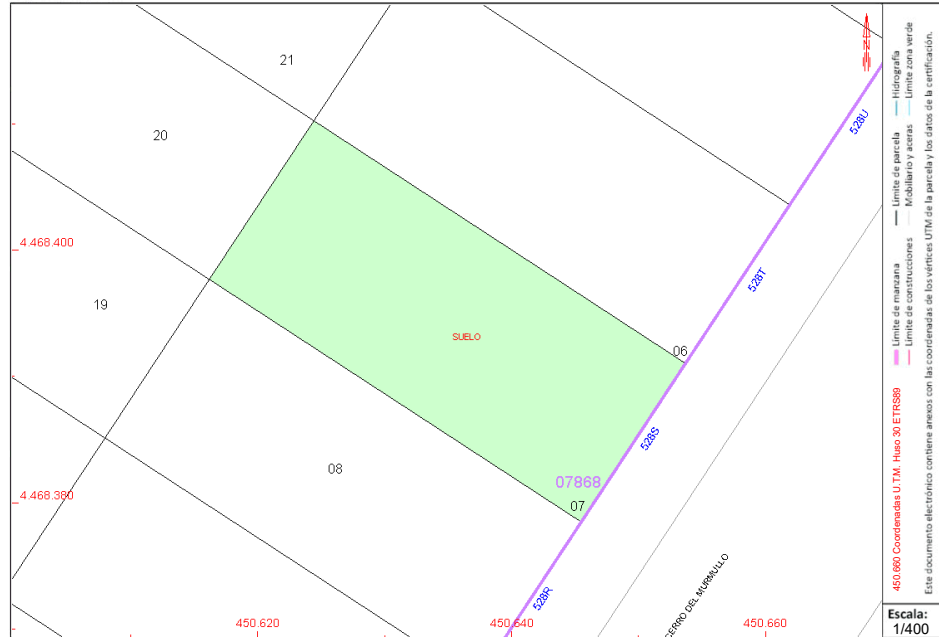 21
20
528U
4.468.400
528T
19
SUELO
06
528S
08
07868
07
4.468.380
528R
CERRO DEL MURMULLO
450.620
450.640
450.660
450.660 Coordenadas U.T.M. Huso 30 ETRS89
Límite de manzana
Límite de parcela
Hidrografía
Límite de construcciones
Mobiliario y aceras
Límite zona verde
Este documento electrónico contiene anexos con las coordenadas de los vértices UTM de la parcela y los datos de la certificación.
Escala:
1/400